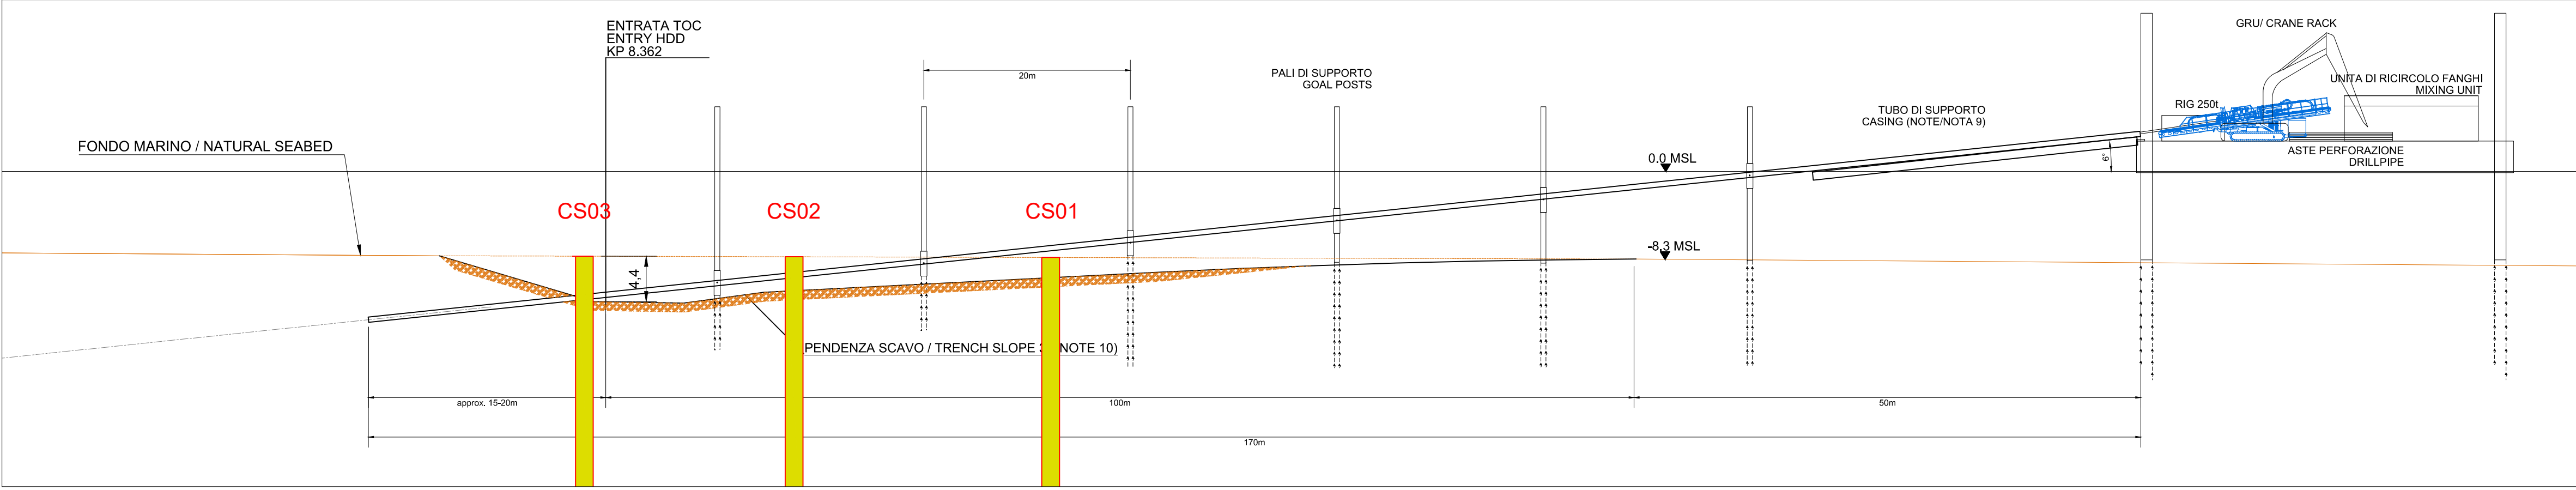 ENTRATA TOC
ENTRY HDD
KP 8.362
GRU/ CRANE RACK
20m
PALI DI SUPPORTO
GOAL POSTS
UNITA DI RICIRCOLO FANGHI
MIXING UNIT
RIG 250t
TUBO DI SUPPORTO
CASING (NOTE/NOTA 9)
FONDO MARINO / NATURAL SEABED
0.0 MSL
6°
ASTE PERFORAZIONE
DRILLPIPE
CS03
CS02
CS01
-8,3 MSL
4,4
PENDENZA SCAVO / TRENCH SLOPE 3 NOTE 10)
approx. 15-20m
100m
50m
170m